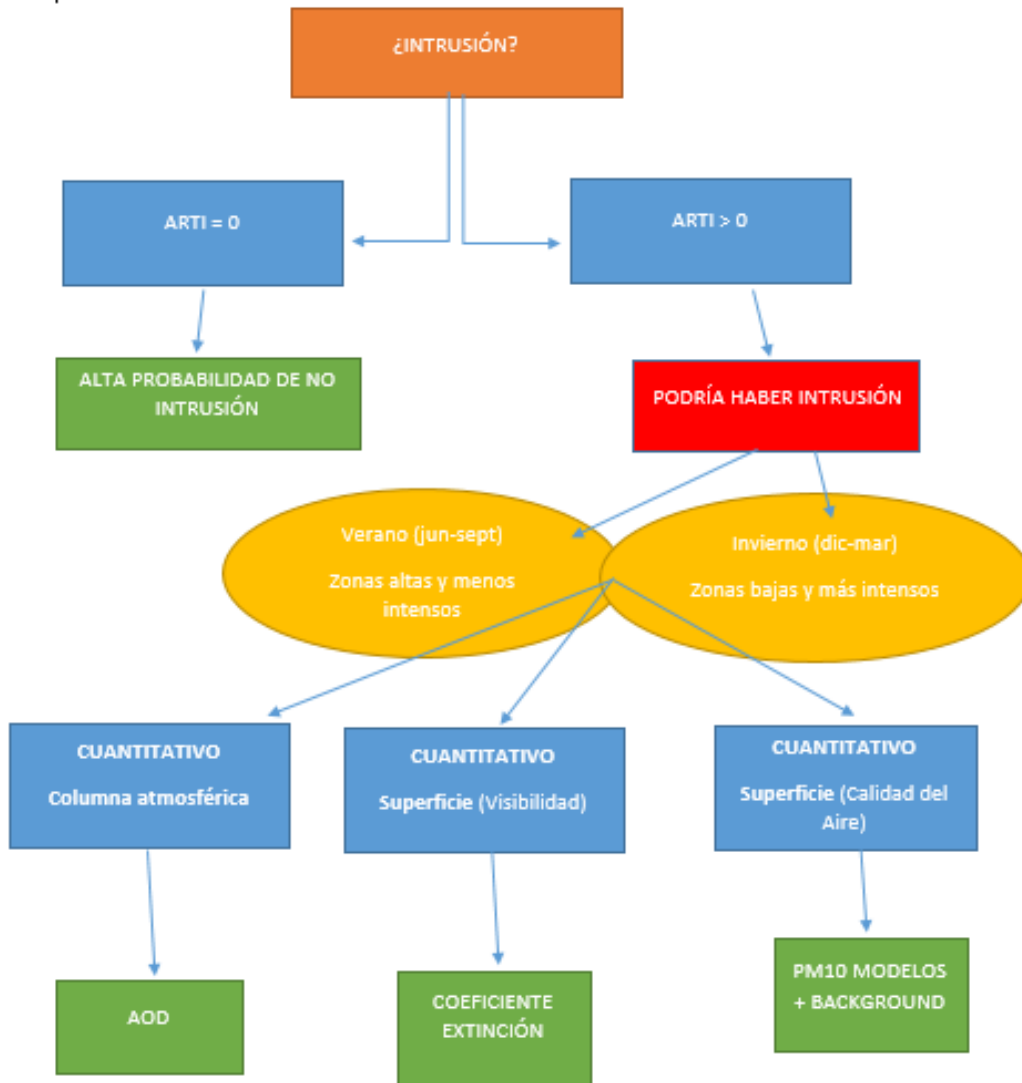 ¿INTRUSIÓN?
ARTI = 0
ARTI > 0
ALTA PROBABILIDAD DE NO
INTRUSIÓN
PODRÍA HABER INTRUSIÓN
Verano (jun-sept)
Zonas altas y menos
intensos
Invierno (dic-mar)
Zonas bajas y más intensos
CUANTITATIVO
Columna atmosférica
CUANTITATIVO
Superficie (Visibilidad)
CUANTITATIVO
Superficie (Calidad del
Aire)
AOD
COEFICIENTE
EXTINCIÓN
PM10 MODELOS
+ BACKGROUND